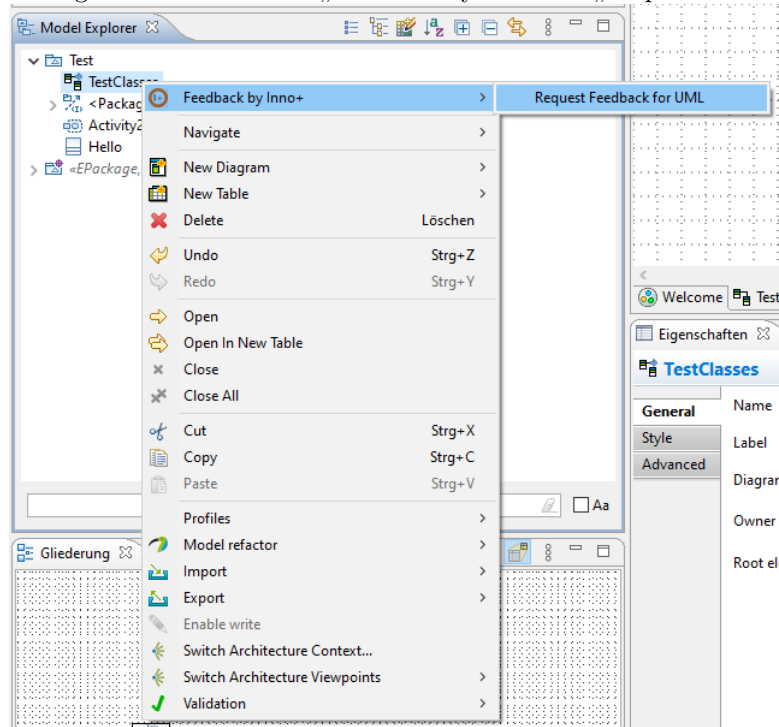 Model Explorer
Test
TestClasses
<Packag
Activity2
Hello
«EPackage,
Feedback by Inno+
Request Feedback for UML
Navigate
New Diagram
New Table
Delete Löschen
Undo Strg+Z
Redo Strg+Y
Open
Open In New Table
Close
Close All
Cut Strg+X
Copy Strg+C
Paste Strg+V
Profiles
Model refactor
Import
Export
Enable write
Switch Architecture Context...
Switch Architecture Viewpoints
Validation
Aa
Gliederung
Welcome Test
Eigenschaften
TestClasses
General
Style
Advanced
Name
Label
Diagram
Owner
Root el